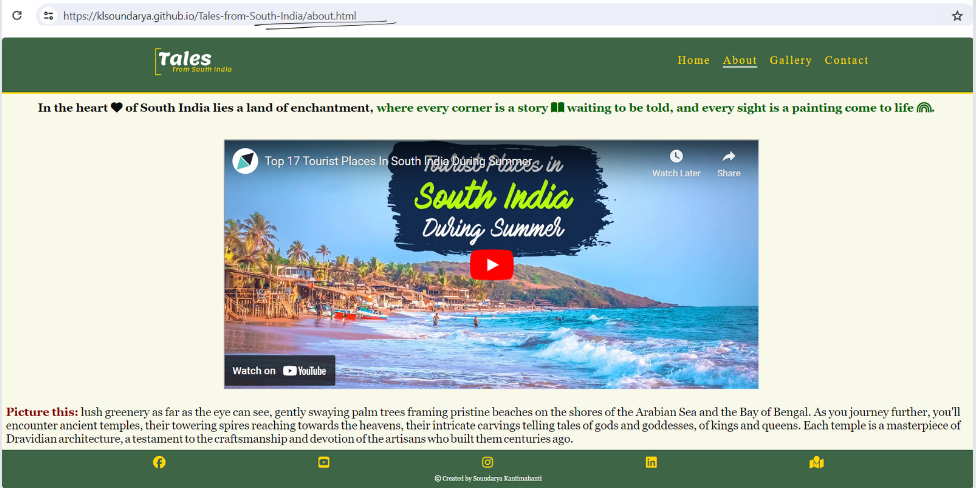 https://klsoundarya.github.io/Tales-from-South-India/about.html
Tales
From South India
Home About Gallery Contact
In the heart of South India lies a land of enchantment, where every corner is a story waiting to be told, and every sight is a painting come to life .
Top 17 Tourist Places In South India During Summer
Watch Later Share
Tourist Places in
South India
During Summer
Watch on YouTube
Picture this: lush greenery as far as the eye can see, gently swaying palm trees framing pristine beaches on the shores of the Arabian Sea and the Bay of Bengal. As you journey further, you'll
encounter ancient temples, their towering spires reaching towards the heavens, their intricate carvings telling tales of gods and goddesses, of kings and queens. Each temple is a masterpiece of
Dravidian architecture, a testament to the craftsmanship and devotion of the artisans who built them centuries ago.
© Created by Soundarya Kantimahanti